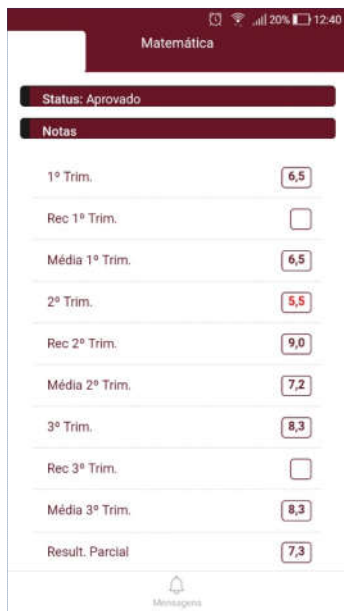 20% 12:40
Matemática
Status: Aprovado
Notas
1º Trim. 6,5
Rec 1º Trim.
Média 1º Trim. 6,5
2º Trim. 5,5
Rec 2º Trim. 9,0
Média 2º Trim. 7,2
3º Trim. 8,3
Rec 3º Trim.
Média 3º Trim. 8,3
Result. Parcial 7,3
Mensagens